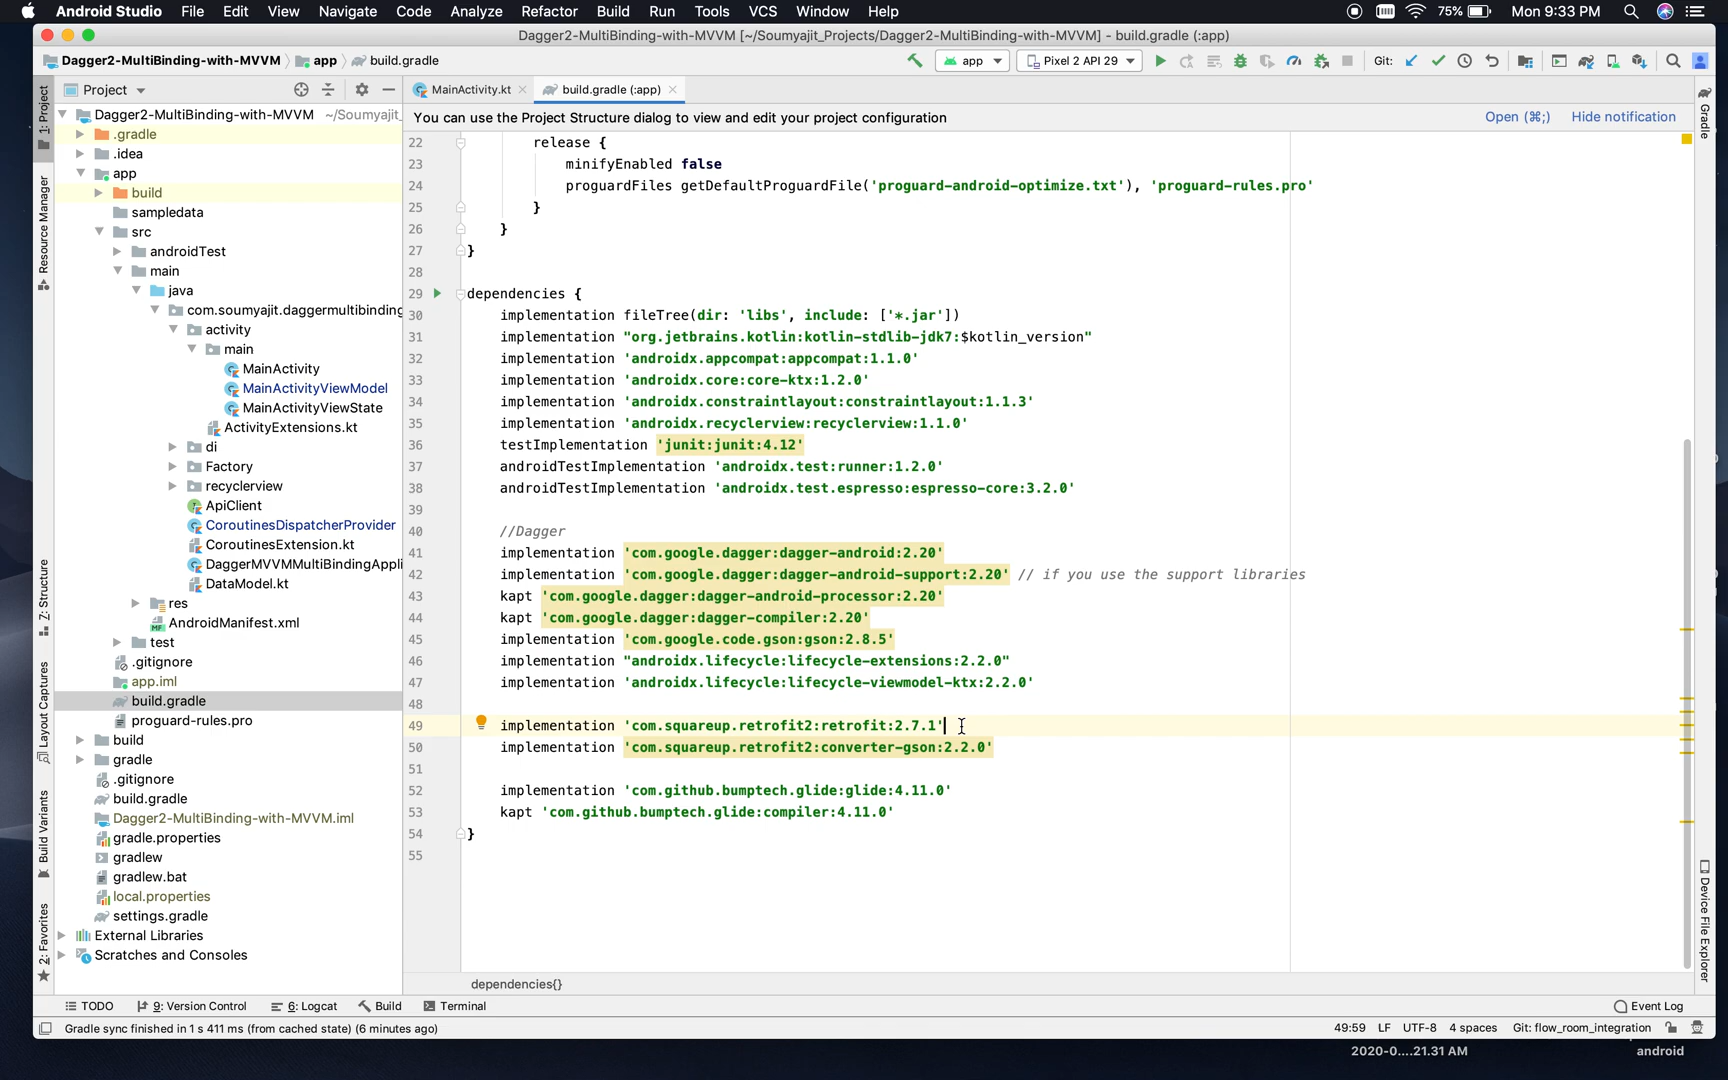 Android Studio File Edit View Navigate Code Analyze Refactor Build Run Tools VCS Window Help 75% Mon 9:33 PM
Dagger2-MultiBinding-with-MVVM [~/Soumyajit_Projects/Dagger2-MultiBinding-with-MVVM] - build.gradle (:app)
Dagger2-MultiBinding-with-MVVM app build.gradle app Pixel 2 API 29 Git:
Project MainActivity.kt build.gradle (:app)
You can use the Project Structure dialog to view and edit your project configuration Open (⌘;) Hide notification
1: Project
Resource Manager
Z: Structure
Layout Captures
Build Variants
2: Favorites
Dagger2-MultiBinding-with-MVVM ~/Soumyajit_
.gradle
.idea
app
build
sampledata
src
androidTest
main
java
com.soumyajit.daggermultibinding
activity
main
MainActivity
MainActivityViewModel
MainActivityViewState
ActivityExtensions.kt
di
Factory
recyclerview
ApiClient
CoroutinesDispatcherProvider
CoroutinesExtension.kt
DaggerMVVMMultiBindingAppli
DataModel.kt
res
AndroidManifest.xml
test
.gitignore
app.iml
build.gradle
proguard-rules.pro
build
gradle
.gitignore
build.gradle
Dagger2-MultiBinding-with-MVVM.iml
gradle.properties
gradlew
gradlew.bat
local.properties
settings.gradle
External Libraries
Scratches and Consoles
22 release {
23 minifyEnabled false
24 proguardFiles getDefaultProguardFile('proguard-android-optimize.txt'), 'proguard-rules.pro'
25 }
26 }
27 }
28
29 dependencies {
30 implementation fileTree(dir: 'libs', include: ['*.jar'])
31 implementation "org.jetbrains.kotlin:kotlin-stdlib-jdk7:$kotlin_version"
32 implementation 'androidx.appcompat:appcompat:1.1.0'
33 implementation 'androidx.core:core-ktx:1.2.0'
34 implementation 'androidx.constraintlayout:constraintlayout:1.1.3'
35 implementation 'androidx.recyclerview:recyclerview:1.1.0'
36 testImplementation 'junit:junit:4.12'
37 androidTestImplementation 'androidx.test:runner:1.2.0'
38 androidTestImplementation 'androidx.test.espresso:espresso-core:3.2.0'
39
40 //Dagger
41 implementation 'com.google.dagger:dagger-android:2.20'
42 implementation 'com.google.dagger:dagger-android-support:2.20' // if you use the support libraries
43 kapt 'com.google.dagger:dagger-android-processor:2.20'
44 kapt 'com.google.dagger:dagger-compiler:2.20'
45 implementation 'com.google.code.gson:gson:2.8.5'
46 implementation "androidx.lifecycle:lifecycle-extensions:2.2.0"
47 implementation 'androidx.lifecycle:lifecycle-viewmodel-ktx:2.2.0'
48
49 implementation 'com.squareup.retrofit2:retrofit:2.7.1'
50 implementation 'com.squareup.retrofit2:converter-gson:2.2.0'
51
52 implementation 'com.github.bumptech.glide:glide:4.11.0'
53 kapt 'com.github.bumptech.glide:compiler:4.11.0'
54 }
55
dependencies{}
Gradle
Device File Explorer
TODO 9: Version Control 6: Logcat Build Terminal Event Log
Gradle sync finished in 1 s 411 ms (from cached state) (6 minutes ago) 49:59 LF UTF-8 4 spaces Git: flow_room_integration
2020-0....21.31 AM android